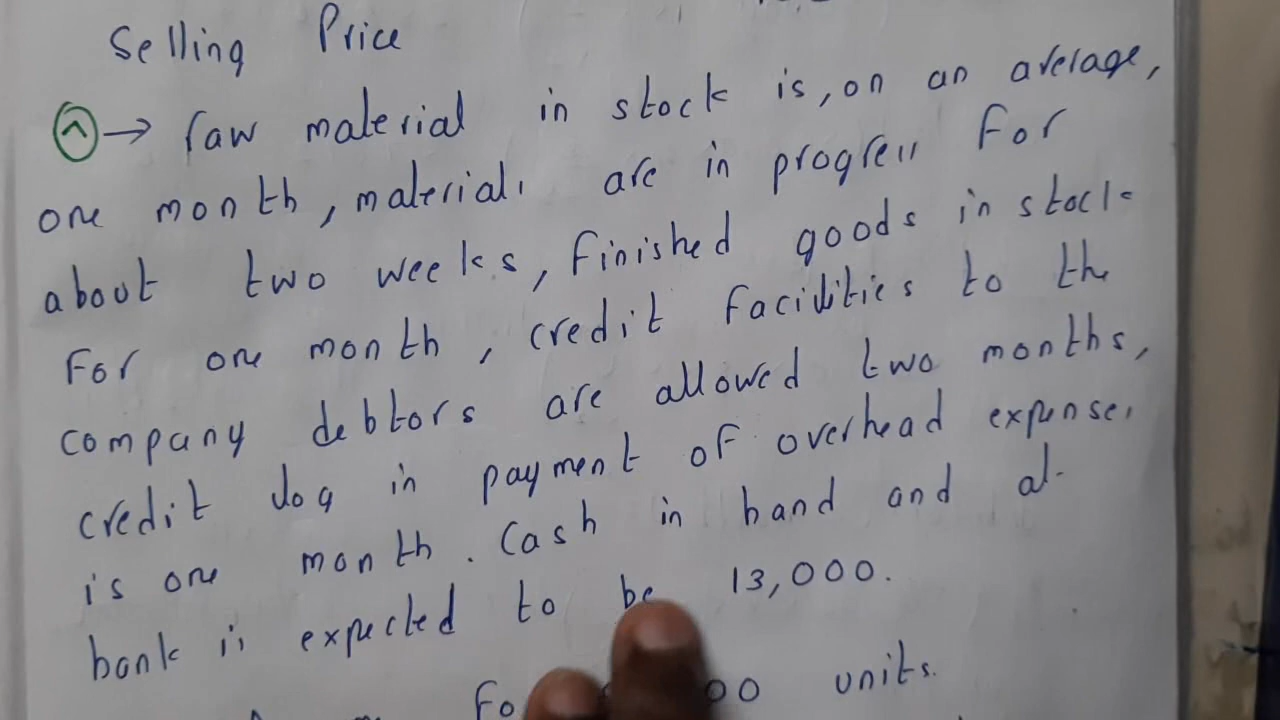 Selling Price
→ raw material in stock is, on an average,
one month, materials are in progress for
about two weeks, finished goods in stock
for one month, credit facilities to the
company debtors are allowed two months,
credit in payment of overhead expenses
is one month. Cash in hand and at
bank is expected to be 13,000.
units.